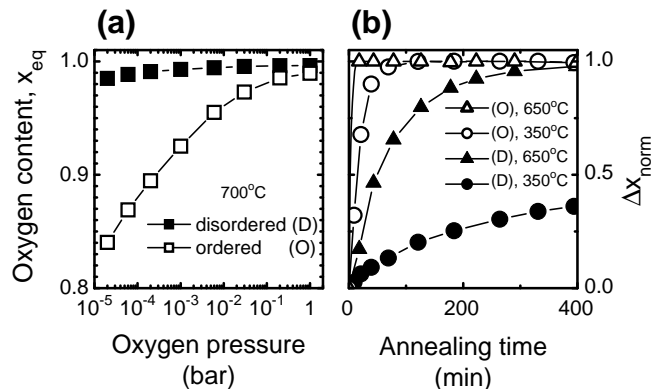 (a)
(b)
Oxygen content, x_eq
1.0
0.9
0.8
700°C
disordered (D)
ordered (O)
10^-5 10^-4 10^-3 10^-2 10^-1 1
Oxygen pressure
(bar)
(O), 650°C
(O), 350°C
(D), 650°C
(D), 350°C
1.0
0.5
0.0
Δx_norm
0 200 400
Annealing time
(min)